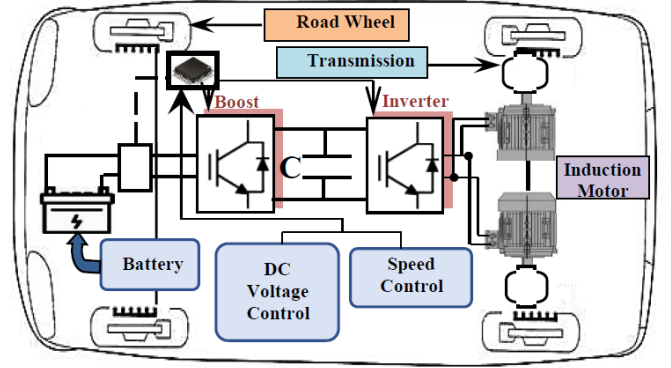 Road Wheel
Transmission
Boost
Inverter
C
Induction
Motor
Battery
DC
Voltage
Control
Speed
Control